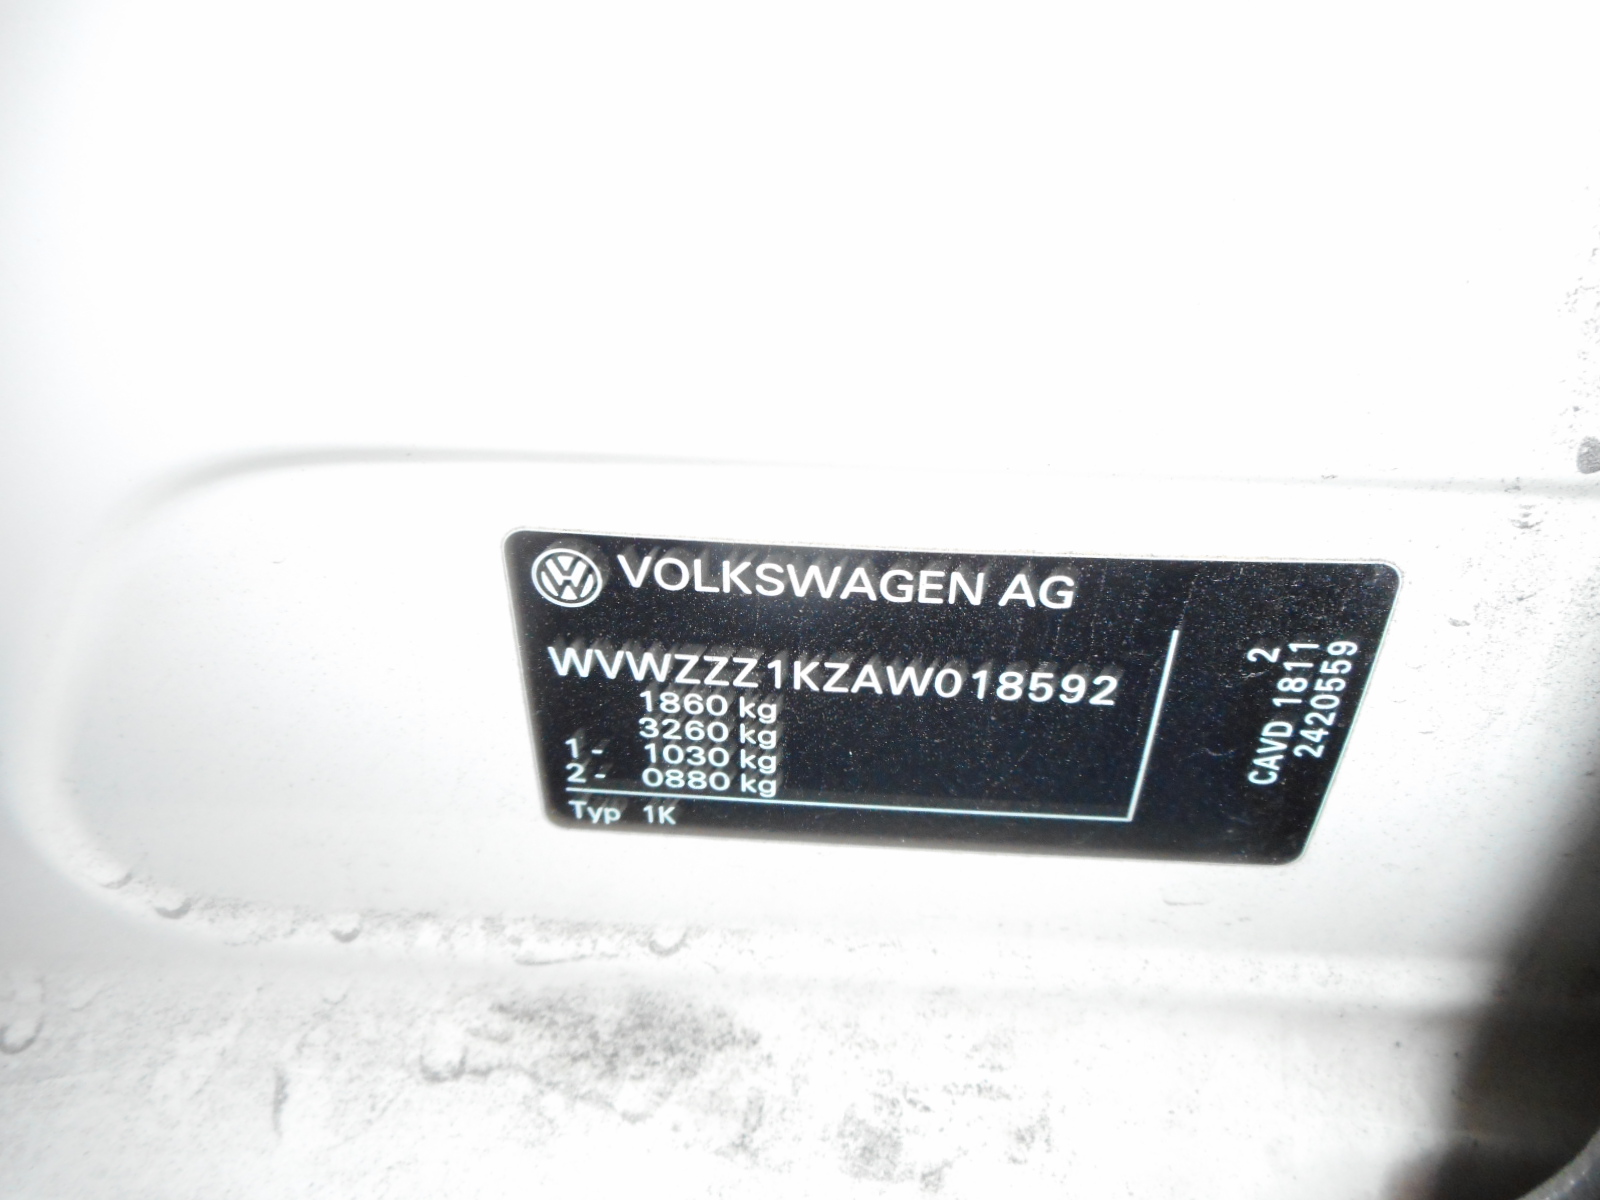 VOLKSWAGEN AG
WVWZZZ1KZAW018592
1860 kg
3260 kg
1 - 1030 kg
2 - 0880 kg
Typ 1K
2
CAVD 1811
2420559